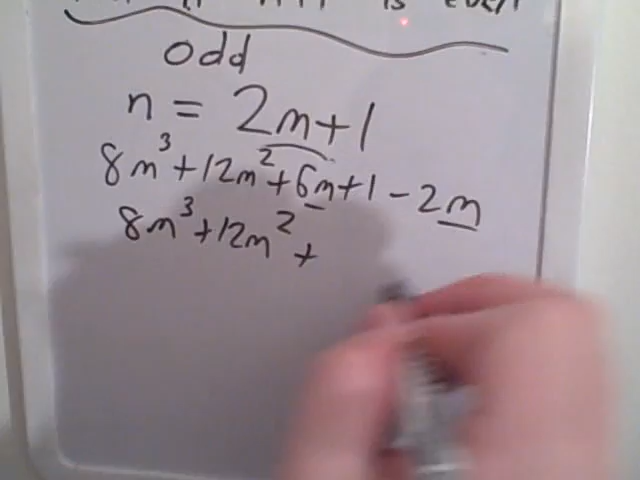 is even
odd
n = 2m+1
8m³+12m²+6m+1-2m
8m³+12m²+